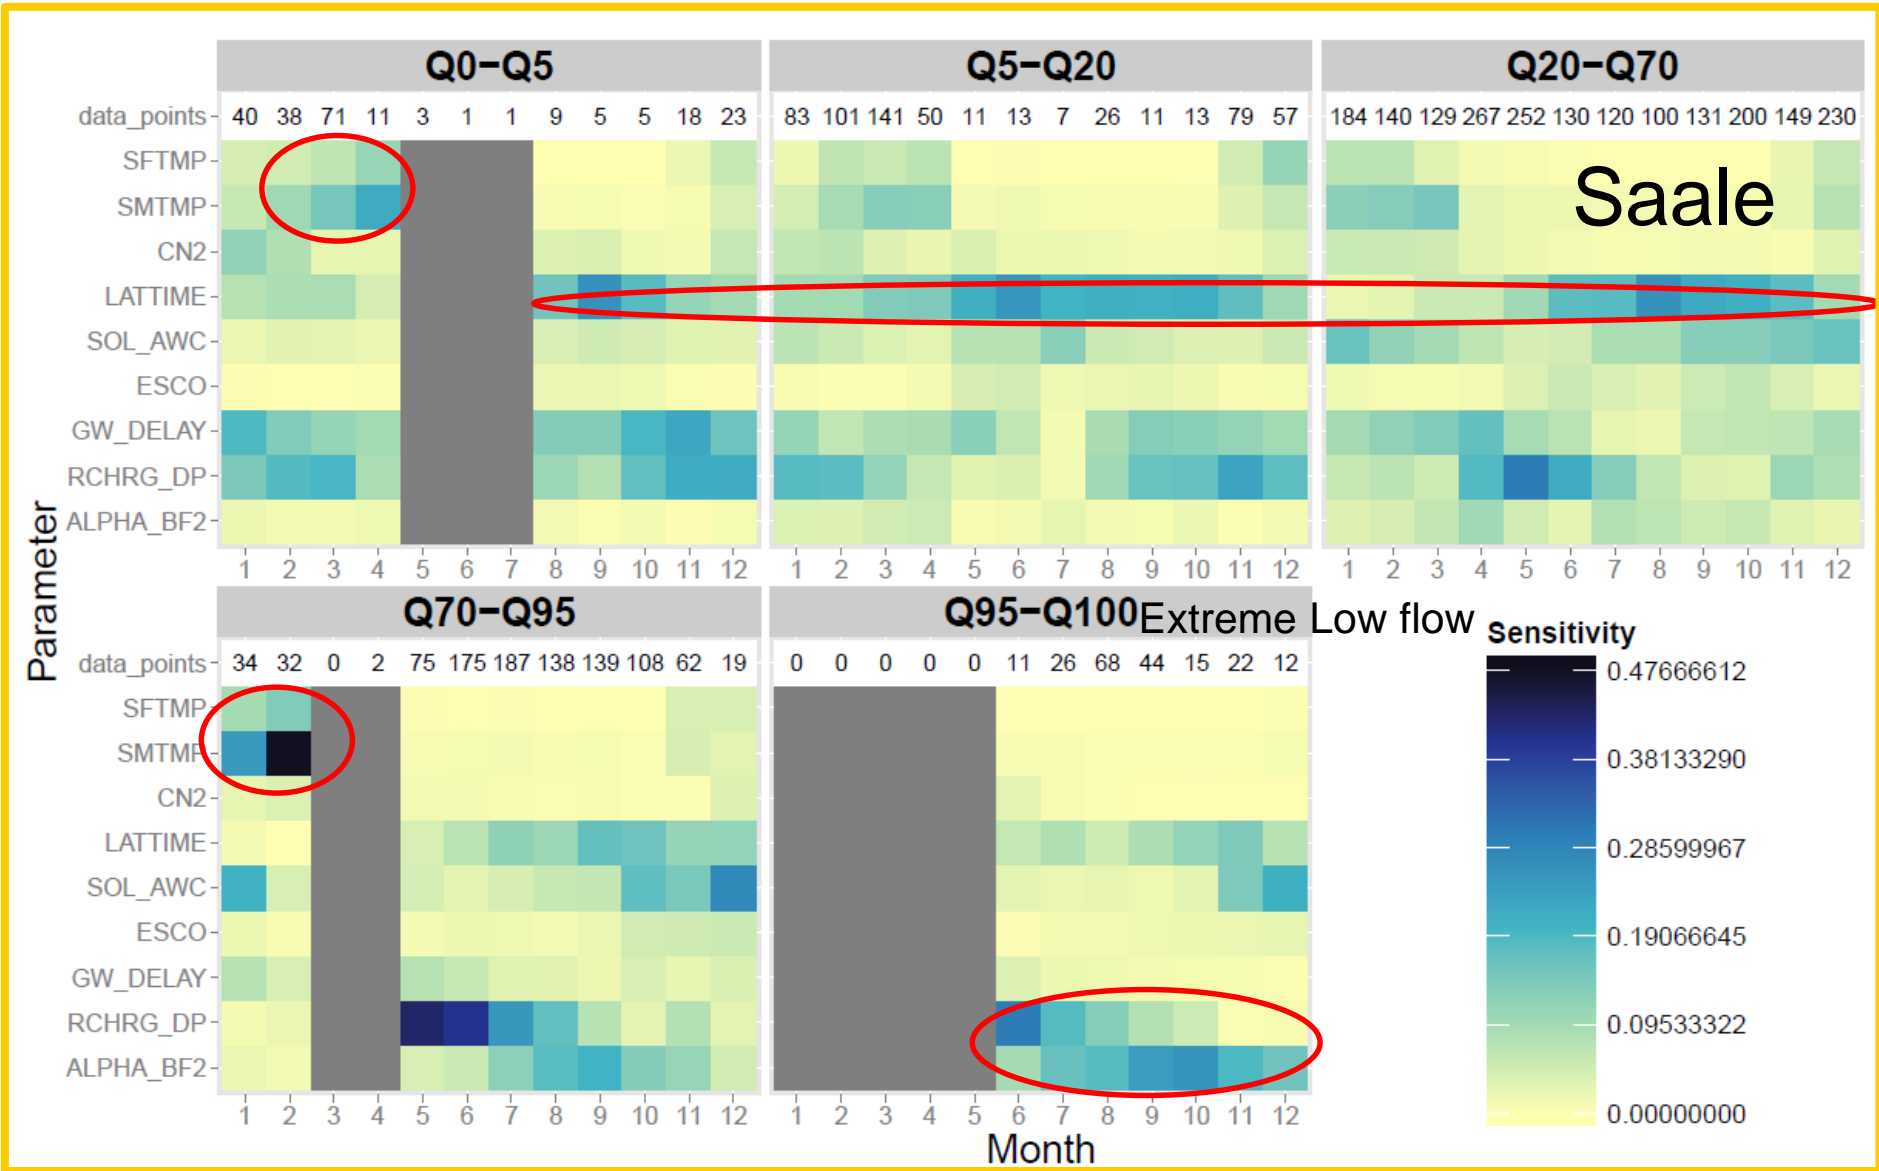 Q0−Q5 Q5−Q20 Q20−Q70
data_points 40 38 71 11 3 1 1 9 5 5 18 23 83 101 141 50 11 13 7 26 11 13 79 57 184 140 129 267 252 130 120 100 131 200 149 230
SFTMP
Saale
SMTMP
CN2
LATTIME
SOL_AWC
ESCO
GW_DELAY
RCHRG_DP
ALPHA_BF2
1 2 3 4 5 6 7 8 9 10 11 12 1 2 3 4 5 6 7 8 9 10 11 12 1 2 3 4 5 6 7 8 9 10 11 12
Parameter
Q70−Q95 Q95−Q100 Extreme Low flow
data_points 34 32 0 2 75 175 187 138 139 108 62 19 0 0 0 0 0 11 26 68 44 15 22 12
SFTMP
SMTMP
CN2
LATTIME
SOL_AWC
ESCO
GW_DELAY
RCHRG_DP
ALPHA_BF2
1 2 3 4 5 6 7 8 9 10 11 12 1 2 3 4 5 6 7 8 9 10 11 12
Month
Sensitivity
0.47666612
0.38133290
0.28599967
0.19066645
0.09533322
0.00000000